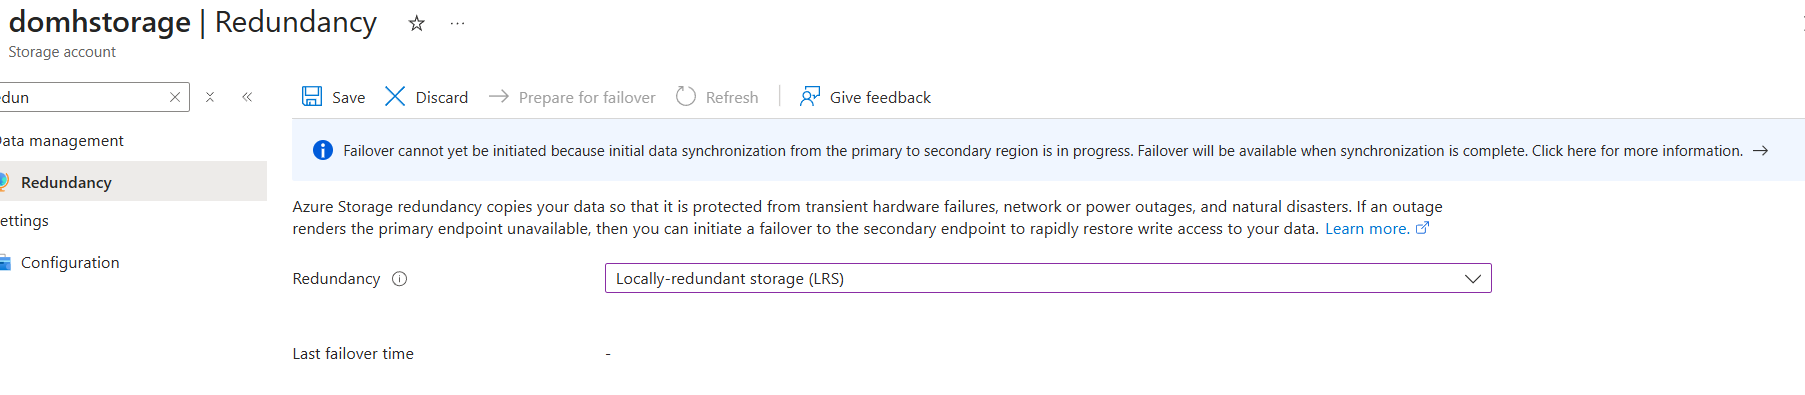 domhstorage | Redundancy
Storage account
edun
Save
Discard
Prepare for failover
Refresh
Give feedback
Data management
Failover cannot yet be initiated because initial data synchronization from the primary to secondary region is in progress. Failover will be available when synchronization is complete. Click here for more information.
Redundancy
Azure Storage redundancy copies your data so that it is protected from transient hardware failures, network or power outages, and natural disasters. If an outage
ettings
renders the primary endpoint unavailable, then you can initiate a failover to the secondary endpoint to rapidly restore write access to your data. Learn more.
Configuration
Redundancy
Locally-redundant storage (LRS)
Last failover time
-